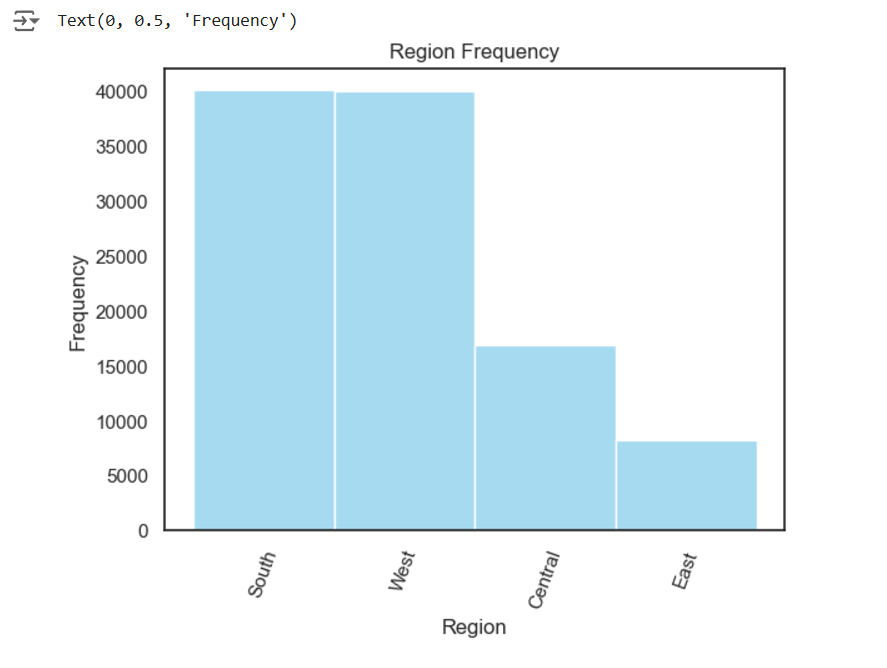 Text(0, 0.5, 'Frequency')
Region Frequency
40000
35000
30000
25000
20000
15000
10000
5000
0
Frequency
South
West
Central
East
Region